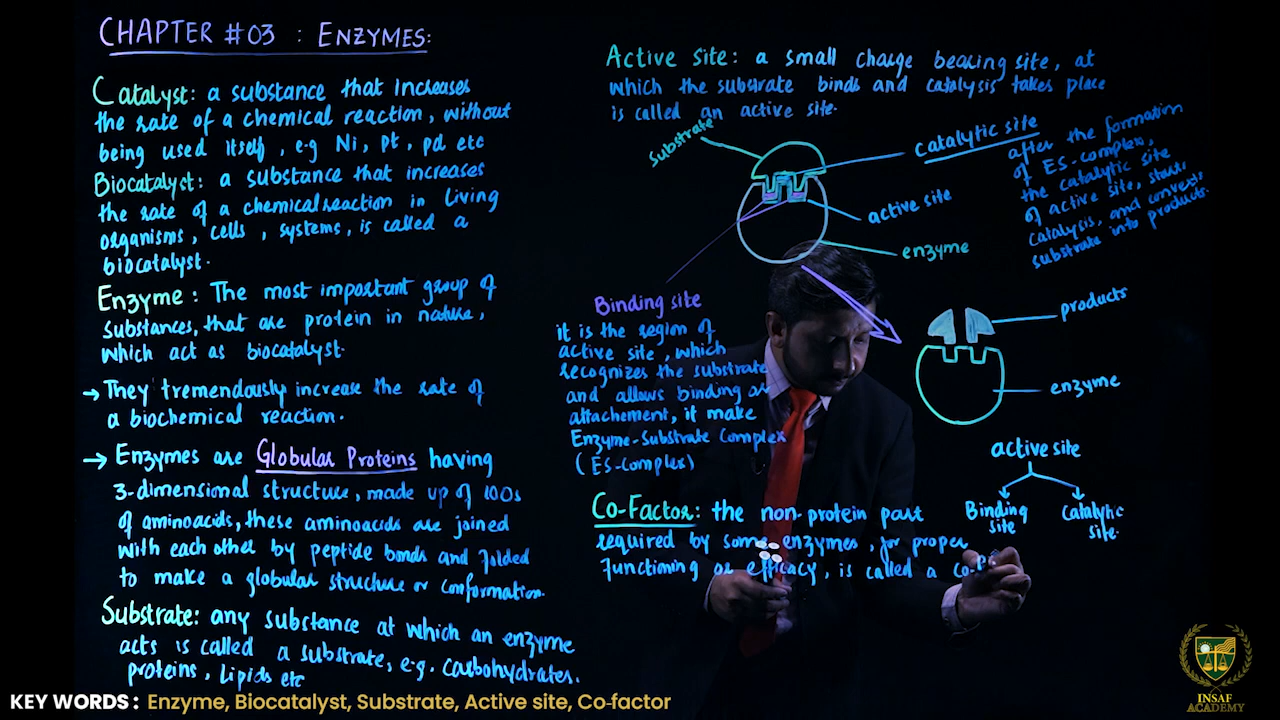 CHAPTER #03 : ENZYMES:
Catalyst: a substance that increases
the rate of a chemical reaction, without
being used itself, e.g Ni, Pt, pd etc
Biocatalyst: a substance that increases
the rate of a chemical reaction in Living
organisms, cells, systems, is called a
biocatalyst.
Enzyme: The most important group of
substances, that are protein in nature,
which act as biocatalyst.
→ They tremendously increase the rate of
a biochemical reaction.
→ Enzymes are Globular Proteins having
3-dimensional structure, made up of 100s
of aminoacids, these aminoacids are joined
with each other by peptide bonds and folded
to make a globular structure or conformation.
Substrate: any substance at which an enzyme
acts is called a substrate, e.g. Carbohydrates,
proteins, Lipids etc
Active site: a small charge bearing site, at
which the substrate binds and catalysis takes place
is called an active site.
Substrate
catalytic site
after the formation
of ES-complex,
the catalytic site
of active site, starts
catalysis, and converts
substrate into products.
active site
enzyme
Binding site
it is the region of
active site, which
recognizes the substrate
and allows binding or
attachement, it make
Enzyme-Substrate Complex
(ES-Complex)
products
enzyme
active site
Binding site
Catalytic site.
Co-Factor: the non-protein part
required by some enzymes, for proper
functioning or efficacy, is called a co-
KEY WORDS: Enzyme, Biocatalyst, Substrate, Active site, Co-factor
INSAF
ACADEMY